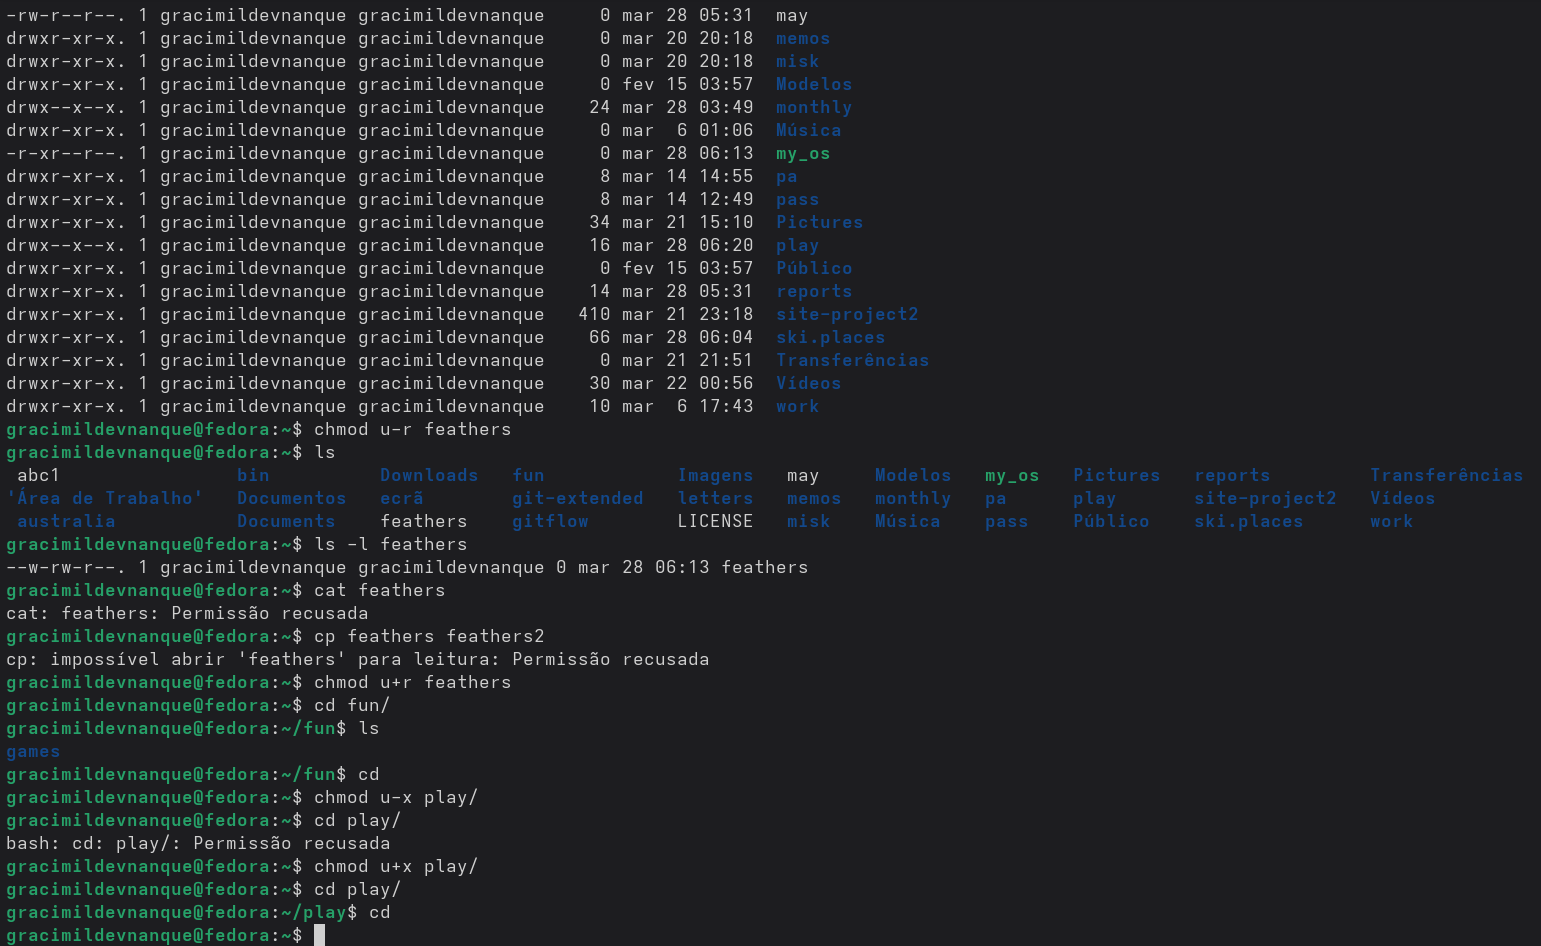 -rw-r--r--. 1 gracimildevnanque gracimildevnanque     0 mar 28 05:31  may
drwxr-xr-x. 1 gracimildevnanque gracimildevnanque     0 mar 20 20:18  memos
drwxr-xr-x. 1 gracimildevnanque gracimildevnanque     0 mar 20 20:18  misk
drwxr-xr-x. 1 gracimildevnanque gracimildevnanque     0 fev 15 03:57  Modelos
drwx--x--x. 1 gracimildevnanque gracimildevnanque    24 mar 28 03:49  monthly
drwxr-xr-x. 1 gracimildevnanque gracimildevnanque     0 mar  6 01:06  Música
-r-xr--r--. 1 gracimildevnanque gracimildevnanque     0 mar 28 06:13  my_os
drwxr-xr-x. 1 gracimildevnanque gracimildevnanque     8 mar 14 14:55  pa
drwxr-xr-x. 1 gracimildevnanque gracimildevnanque     8 mar 14 12:49  pass
drwxr-xr-x. 1 gracimildevnanque gracimildevnanque    34 mar 21 15:10  Pictures
drwx--x--x. 1 gracimildevnanque gracimildevnanque    16 mar 28 06:20  play
drwxr-xr-x. 1 gracimildevnanque gracimildevnanque     0 fev 15 03:57  Público
drwxr-xr-x. 1 gracimildevnanque gracimildevnanque    14 mar 28 05:31  reports
drwxr-xr-x. 1 gracimildevnanque gracimildevnanque   410 mar 21 23:18  site-project2
drwxr-xr-x. 1 gracimildevnanque gracimildevnanque    66 mar 28 06:04  ski.places
drwxr-xr-x. 1 gracimildevnanque gracimildevnanque     0 mar 21 21:51  Transferências
drwxr-xr-x. 1 gracimildevnanque gracimildevnanque    30 mar 22 00:56  Vídeos
drwxr-xr-x. 1 gracimildevnanque gracimildevnanque    10 mar  6 17:43  work
gracimildevnanque@fedora:~$ chmod u-r feathers
gracimildevnanque@fedora:~$ ls
 abc1                bin          Downloads   fun            Imagens   may     Modelos   my_os   Pictures   reports         Transferências
'Área de Trabalho'   Documentos   ecrã        git-extended   letters   memos   monthly   pa      play       site-project2   Vídeos
 australia           Documents    feathers    gitflow        LICENSE   misk    Música    pass    Público    ski.places      work
gracimildevnanque@fedora:~$ ls -l feathers
--w-rw-r--. 1 gracimildevnanque gracimildevnanque 0 mar 28 06:13 feathers
gracimildevnanque@fedora:~$ cat feathers
cat: feathers: Permissão recusada
gracimildevnanque@fedora:~$ cp feathers feathers2
cp: impossível abrir 'feathers' para leitura: Permissão recusada
gracimildevnanque@fedora:~$ chmod u+r feathers
gracimildevnanque@fedora:~$ cd fun/
gracimildevnanque@fedora:~/fun$ ls
games
gracimildevnanque@fedora:~/fun$ cd
gracimildevnanque@fedora:~$ chmod u-x play/
gracimildevnanque@fedora:~$ cd play/
bash: cd: play/: Permissão recusada
gracimildevnanque@fedora:~$ chmod u+x play/
gracimildevnanque@fedora:~$ cd play/
gracimildevnanque@fedora:~/play$ cd
gracimildevnanque@fedora:~$